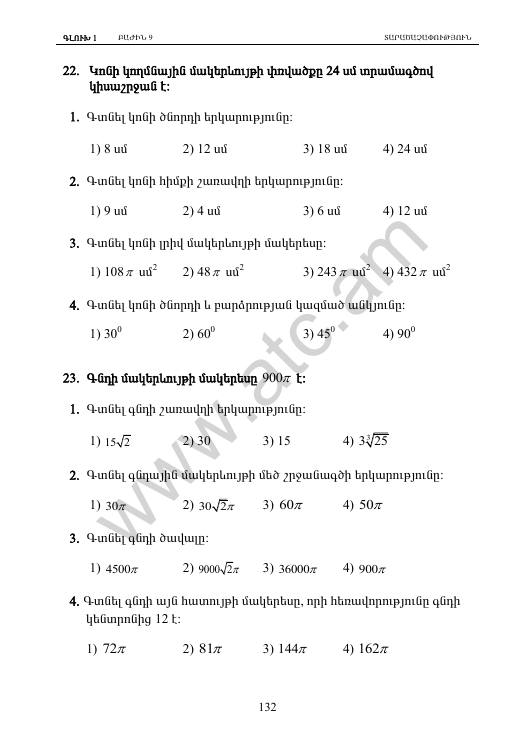 ԳԼՈՒԽ 1 ԲԱԺԻՆ 9 ՏԱՐԱԾԱՉԱՓՈՒԹՅՈՒՆ
22. Կոնի կողմնային մակերևույթի փռվածքը 24 սմ տրամագծով
կիսաշրջան է:
1. Գտնել կոնի ծնորդի երկարությունը:
1) 8 սմ 2) 12 սմ 3) 18 սմ 4) 24 սմ
2. Գտնել կոնի հիմքի շառավղի երկարությունը:
1) 9 սմ 2) 4 սմ 3) 6 սմ 4) 12 սմ
3. Գտնել կոնի լրիվ մակերևույթի մակերեսը:
1) 108π սմ² 2) 48π սմ² 3) 243π սմ² 4) 432π սմ²
4. Գտնել կոնի ծնորդի և բարձրության կազմած անկյունը:
1) 30⁰ 2) 60⁰ 3) 45⁰ 4) 90⁰
23. Գնդի մակերևույթի մակերեսը 900π է:
1. Գտնել գնդի շառավղի երկարությունը:
1) 15√2 2) 30 3) 15 4) 3∛25
2. Գտնել գնդային մակերևույթի մեծ շրջանագծի երկարությունը:
1) 30π 2) 30√2π 3) 60π 4) 50π
3. Գտնել գնդի ծավալը:
1) 4500π 2) 9000√2π 3) 36000π 4) 900π
4. Գտնել գնդի այն հատույթի մակերեսը, որի հեռավորությունը գնդի
կենտրոնից 12 է:
1) 72π 2) 81π 3) 144π 4) 162π
132
www.atc.am